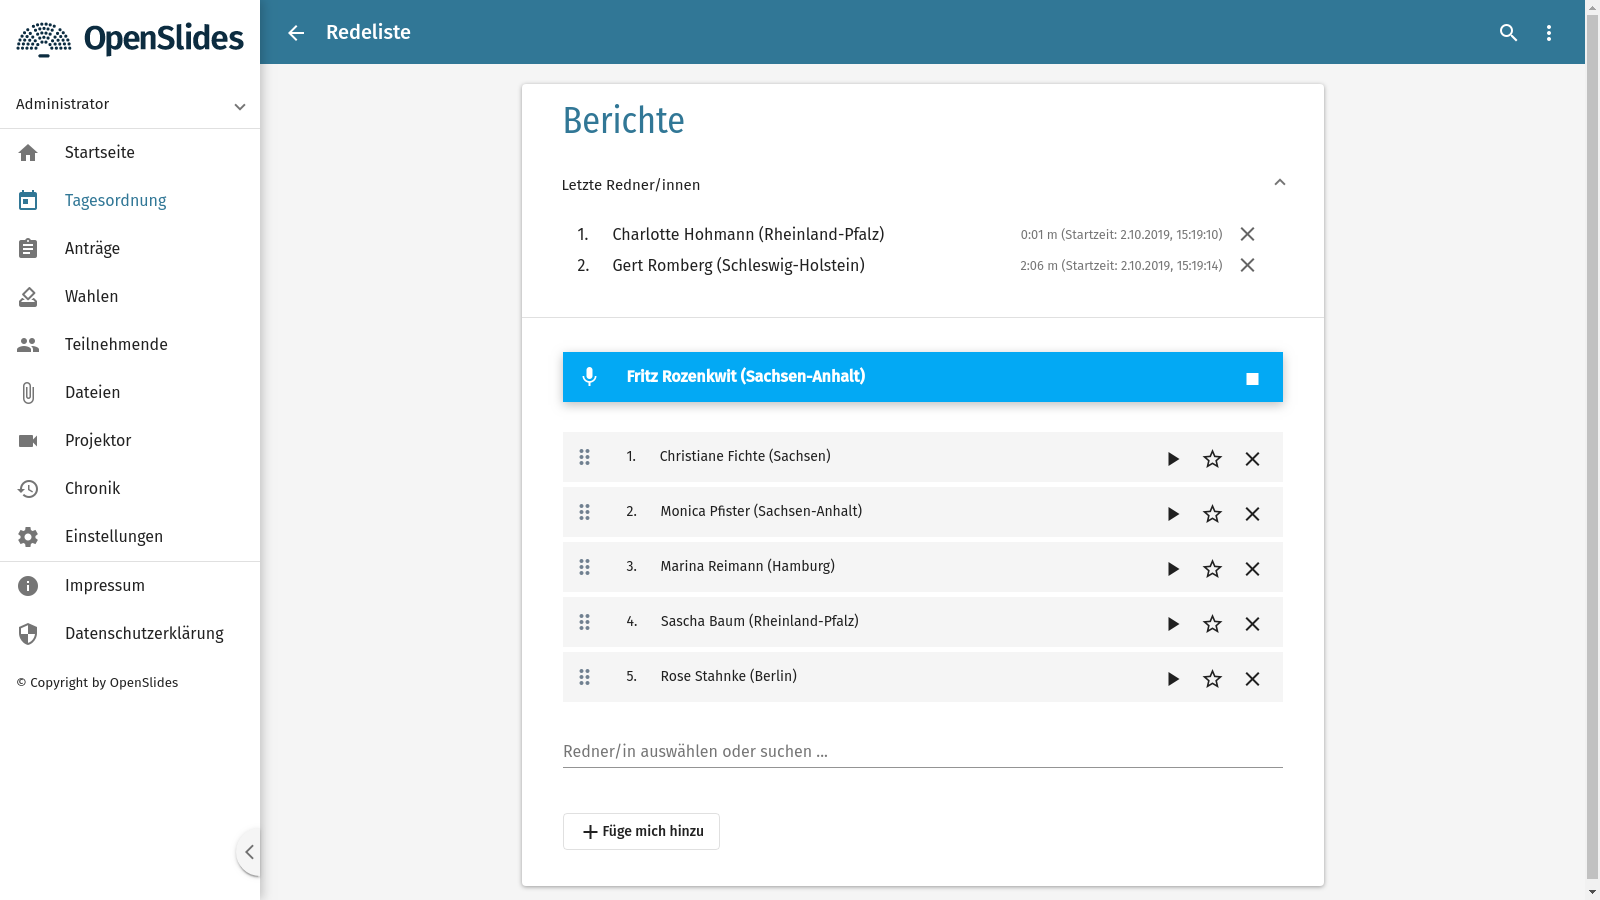 OpenSlides
Redeliste
Administrator
Startseite
Tagesordnung
Anträge
Wahlen
Teilnehmende
Dateien
Projektor
Chronik
Einstellungen
Impressum
Datenschutzerklärung
© Copyright by OpenSlides
Berichte
Letzte Redner/innen
1. Charlotte Hohmann (Rheinland-Pfalz) 0:01 m (Startzeit: 2.10.2019, 15:19:10)
2. Gert Romberg (Schleswig-Holstein) 2:06 m (Startzeit: 2.10.2019, 15:19:14)
Fritz Rozenkwit (Sachsen-Anhalt)
1. Christiane Fichte (Sachsen)
2. Monica Pfister (Sachsen-Anhalt)
3. Marina Reimann (Hamburg)
4. Sascha Baum (Rheinland-Pfalz)
5. Rose Stahnke (Berlin)
Redner/in auswählen oder suchen ...
Füge mich hinzu